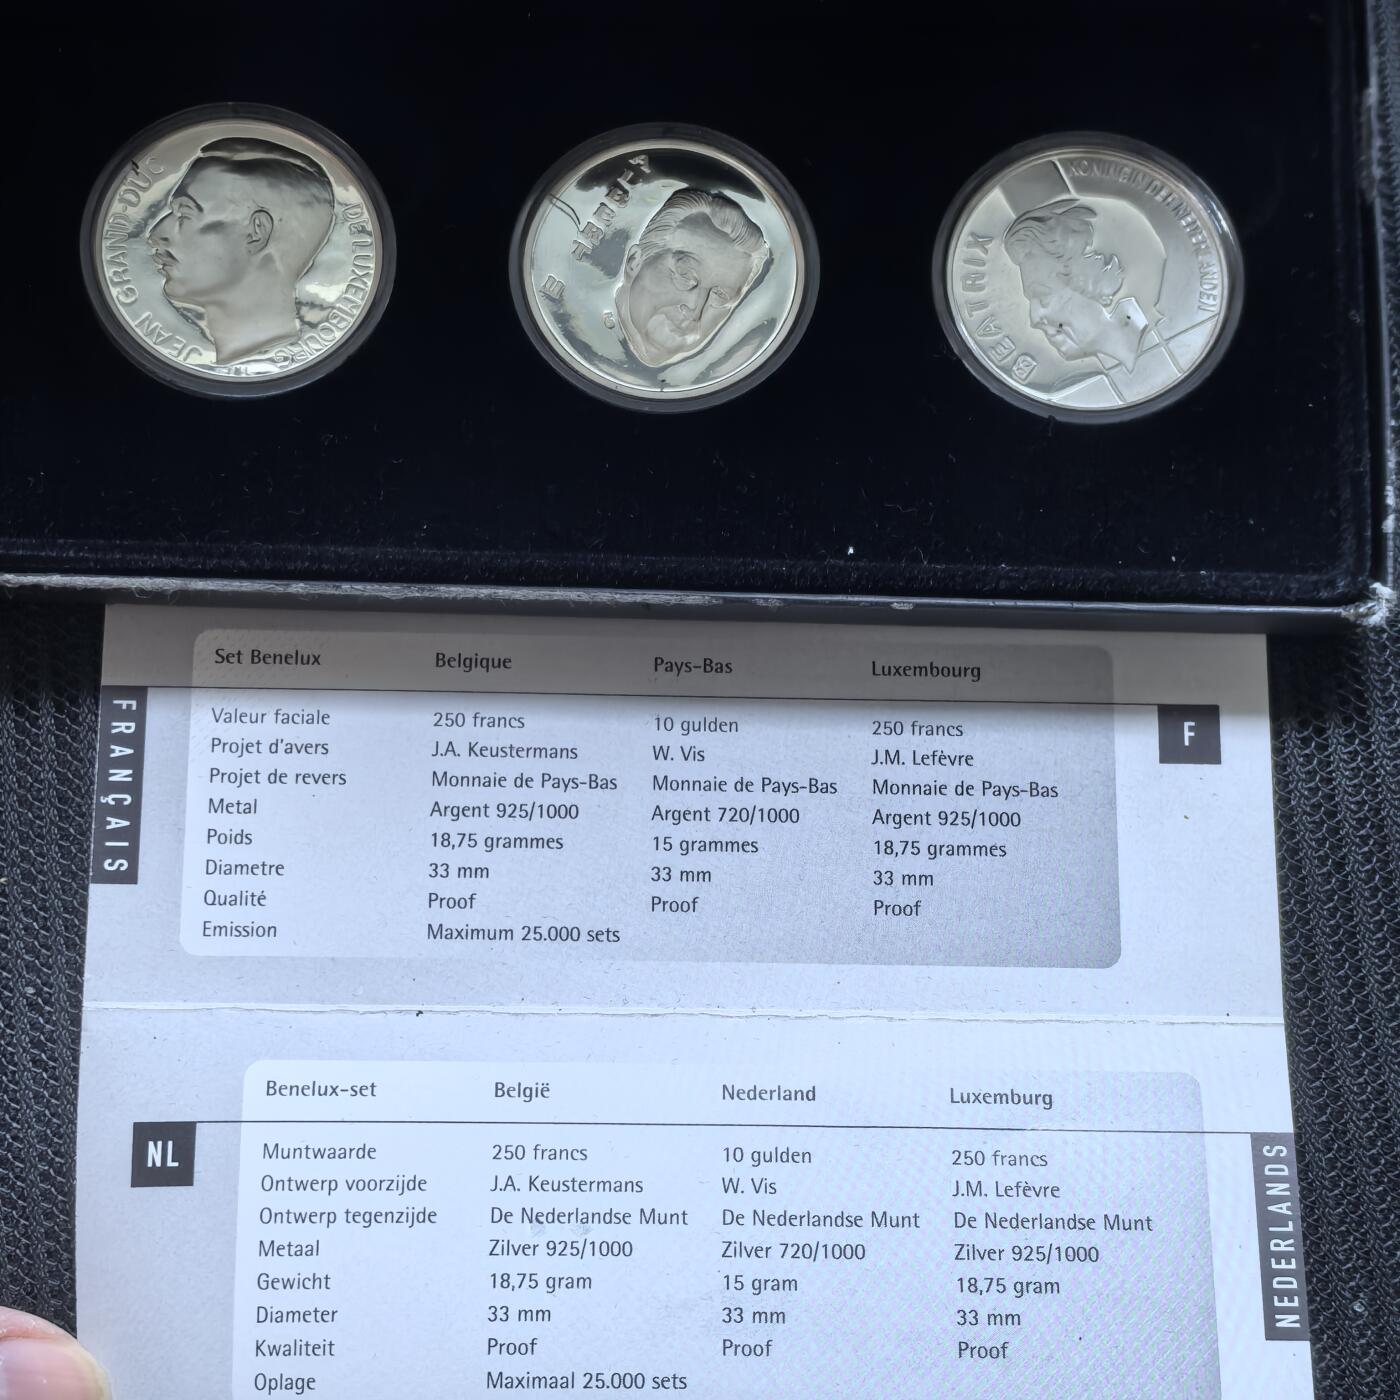 JEAN GRAND-DUC DE LUXEMBOURG
BEATRIX KONINGIN DER NEDERLANDEN
Set Benelux Belgique Pays-Bas Luxembourg
FRANÇAIS
F
Valeur faciale 250 francs 10 gulden 250 francs
Projet d'avers J.A. Keustermans W. Vis J.M. Lefèvre
Projet de revers Monnaie de Pays-Bas Monnaie de Pays-Bas Monnaie de Pays-Bas
Metal Argent 925/1000 Argent 720/1000 Argent 925/1000
Poids 18,75 grammes 15 grammes 18,75 grammes
Diametre 33 mm 33 mm 33 mm
Qualité Proof Proof Proof
Emission Maximum 25.000 sets
Benelux-set België Nederland Luxemburg
NL
NEDERLANDS
Muntwaarde 250 francs 10 gulden 250 francs
Ontwerp voorzijde J.A. Keustermans W. Vis J.M. Lefèvre
Ontwerp tegenzijde De Nederlandse Munt De Nederlandse Munt De Nederlandse Munt
Metaal Zilver 925/1000 Zilver 720/1000 Zilver 925/1000
Gewicht 18,75 gram 15 gram 18,75 gram
Diameter 33 mm 33 mm 33 mm
Kwaliteit Proof Proof Proof
Oplage Maximaal 25.000 sets